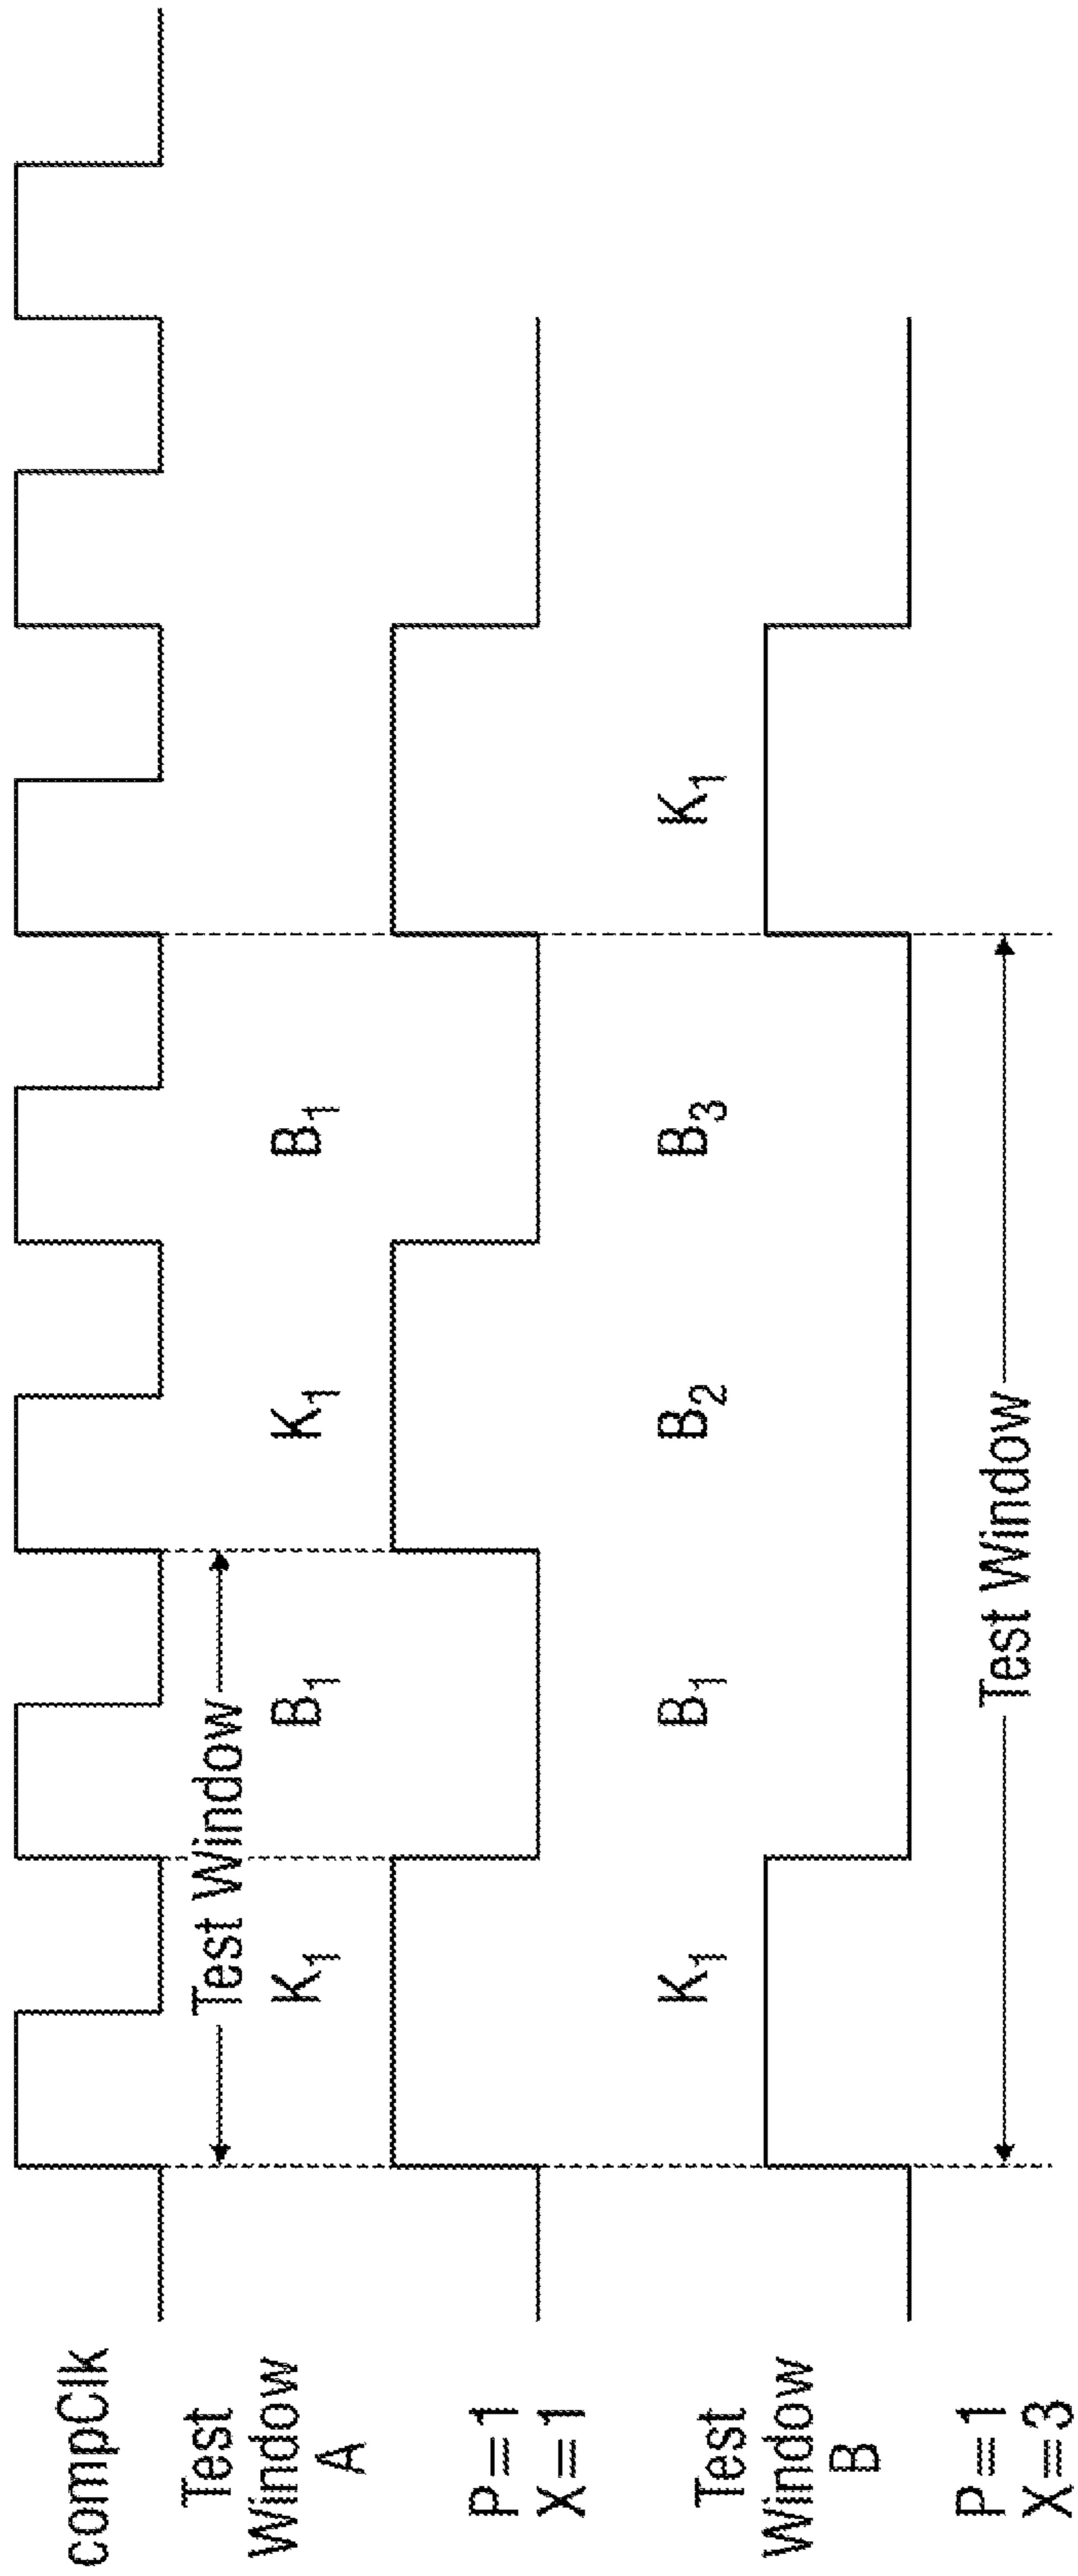 compClk
Test
Window
A
Test Window
K1
B1
K1
B1
P=1
X=1
Test
Window
B
K1
B1
B2
B3
K1
P=1
X=3
Test Window